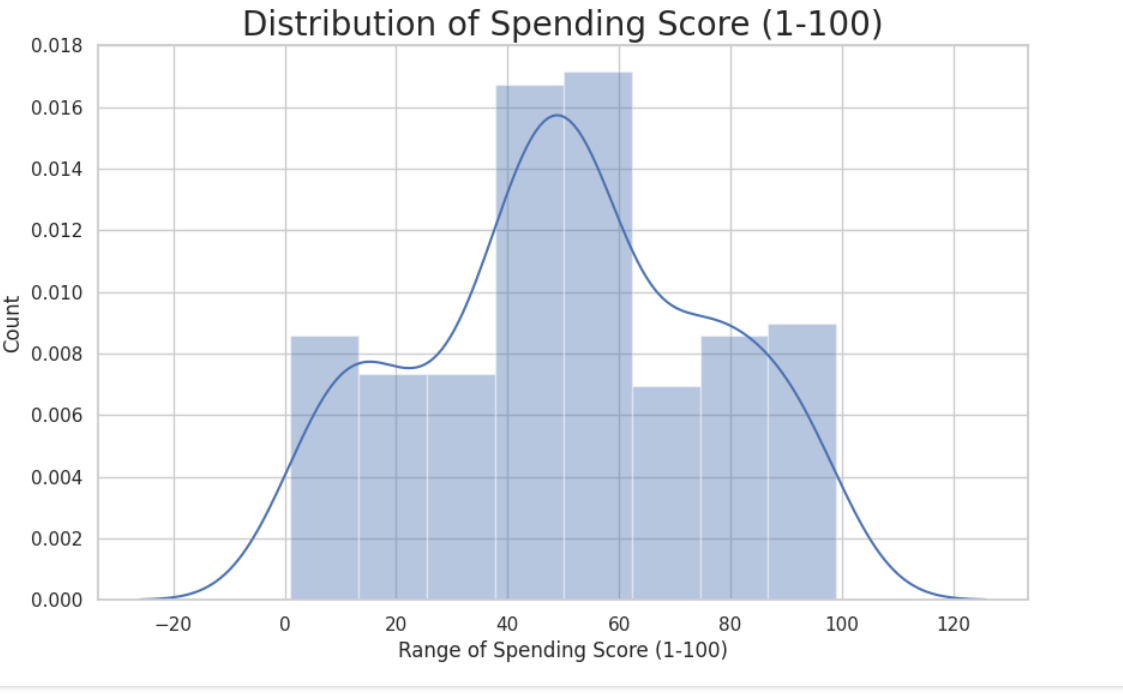 Distribution of Spending Score (1-100)
0.018
0.016
0.014
0.012
0.010
0.008
0.006
0.004
0.002
0.000
Count
−20 0 20 40 60 80 100 120
Range of Spending Score (1-100)